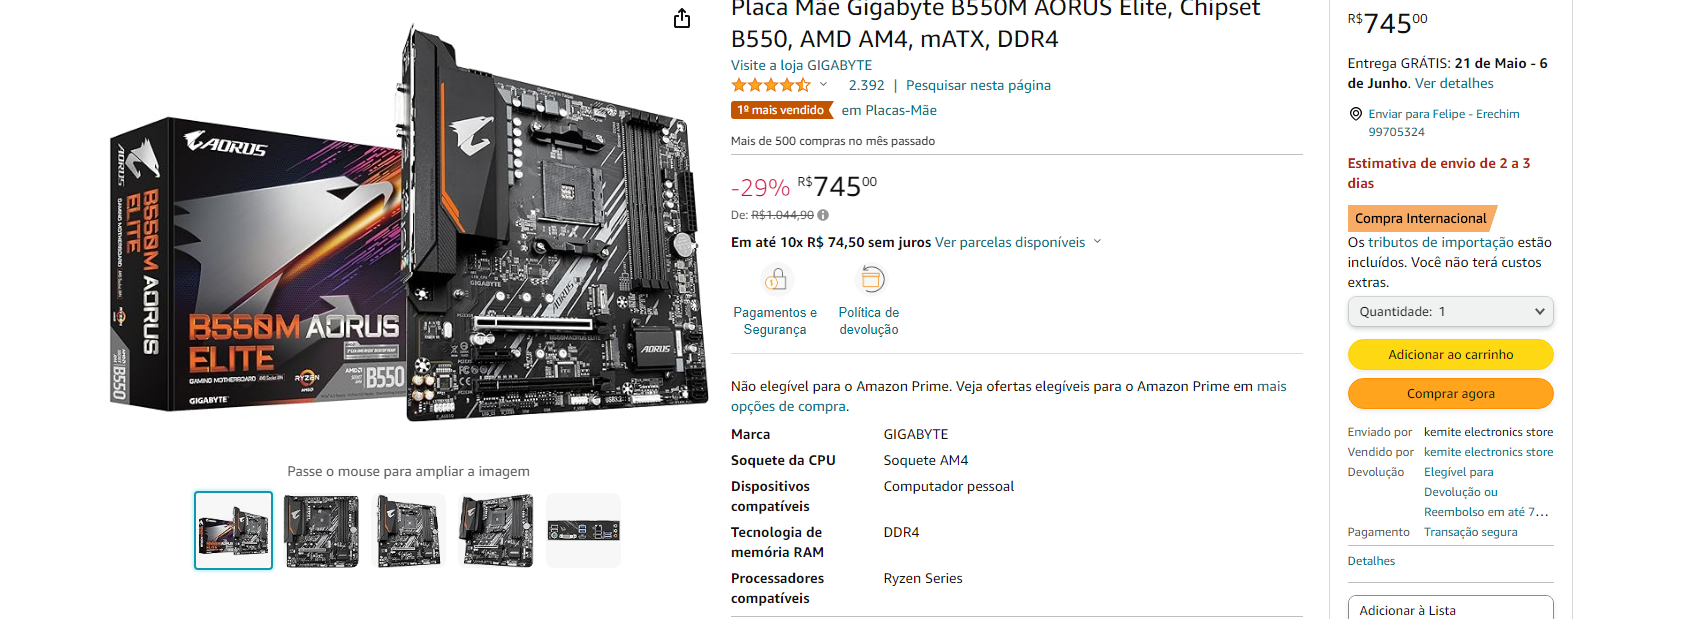 Placa Mãe Gigabyte B550M AORUS Elite, Chipset
B550, AMD AM4, mATX, DDR4
Visite a loja GIGABYTE
2.392 | Pesquisar nesta página
1º mais vendido em Placas-Mãe
Mais de 500 compras no mês passado
-29% R$74500
De: R$1.044,90
Em até 10x R$ 74,50 sem juros Ver parcelas disponíveis
Pagamentos e
Segurança
Política de
devolução
Não elegível para o Amazon Prime. Veja ofertas elegíveis para o Amazon Prime em mais
opções de compra.
Marca GIGABYTE
Soquete da CPU Soquete AM4
Dispositivos
compatíveis
Computador pessoal
Tecnologia de
memória RAM
DDR4
Processadores
compatíveis
Ryzen Series
AORUS
AORUS
B550M AORUS
ELITE
B550
B550M AORUS
ELITE
GAMING MOTHERBOARD
RYZEN
B550
GIGABYTE
GIGABYTE
AORUS
AORUS
Passe o mouse para ampliar a imagem
R$74500
Entrega GRÁTIS: 21 de Maio - 6
de Junho. Ver detalhes
Enviar para Felipe - Erechim
99705324
Estimativa de envio de 2 a 3
dias
Compra Internacional
Os tributos de importação estão
incluídos. Você não terá custos
extras.
Quantidade: 1
Adicionar ao carrinho
Comprar agora
Enviado por kemite electronics store
Vendido por kemite electronics store
Devolução Elegível para
Devolução ou
Reembolso em até 7…
Pagamento Transação segura
Detalhes
Adicionar à Lista